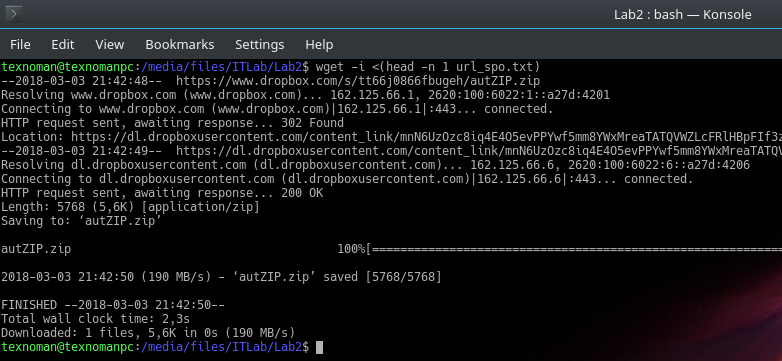 Lab2 : bash — Konsole
File Edit View Bookmarks Settings Help
texnoman@texnomanpc:/media/files/ITLab/Lab2$ wget -i <(head -n 1 url_spo.txt)
--2018-03-03 21:42:48-- https://www.dropbox.com/s/tt66j0866fbugeh/autZIP.zip
Resolving www.dropbox.com (www.dropbox.com)... 162.125.66.1, 2620:100:6022:1::a27d:4201
Connecting to www.dropbox.com (www.dropbox.com)|162.125.66.1|:443... connected.
HTTP request sent, awaiting response... 302 Found
Location: https://dl.dropboxusercontent.com/content_link/mnN6UzOzc8iq4E4O5evPPYwf5mm8YWxMreaTATQVWZLcFRlHBpFIf3z
--2018-03-03 21:42:49-- https://dl.dropboxusercontent.com/content_link/mnN6UzOzc8iq4E4O5evPPYwf5mm8YWxMreaTATQVW
Resolving dl.dropboxusercontent.com (dl.dropboxusercontent.com)... 162.125.66.6, 2620:100:6022:6::a27d:4206
Connecting to dl.dropboxusercontent.com (dl.dropboxusercontent.com)|162.125.66.6|:443... connected.
HTTP request sent, awaiting response... 200 OK
Length: 5768 (5,6K) [application/zip]
Saving to: ‘autZIP.zip’
autZIP.zip 100%[===========================================================
2018-03-03 21:42:50 (190 MB/s) - ‘autZIP.zip’ saved [5768/5768]
FINISHED --2018-03-03 21:42:50--
Total wall clock time: 2,3s
Downloaded: 1 files, 5,6K in 0s (190 MB/s)
texnoman@texnomanpc:/media/files/ITLab/Lab2$